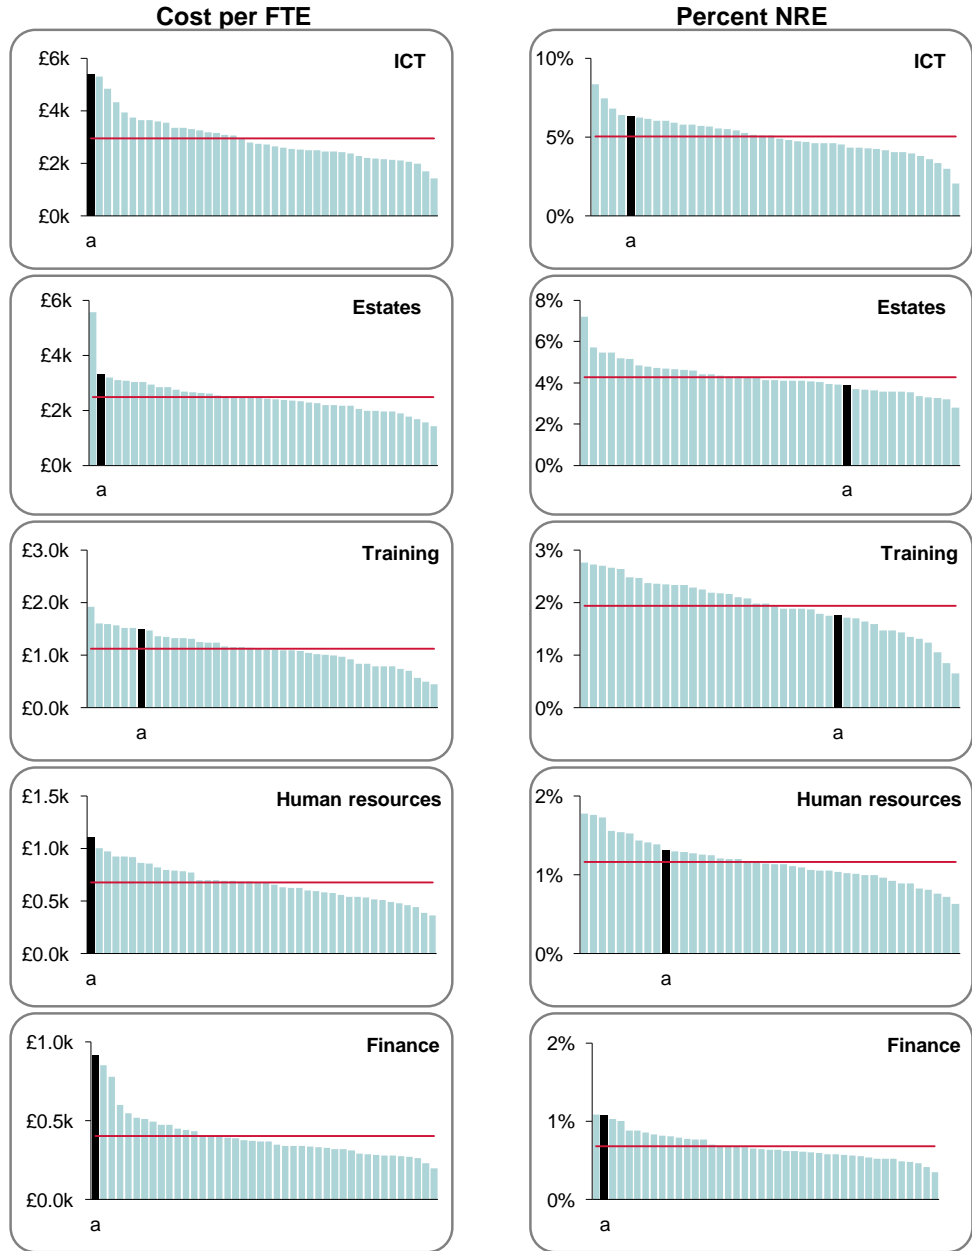 Cost per FTE
Percent NRE
ICT
£6k
£4k
£2k
£0k
a
ICT
10%
5%
0%
a
Estates
£6k
£4k
£2k
£0k
a
Estates
8%
6%
4%
2%
0%
a
Training
£3.0k
£2.0k
£1.0k
£0.0k
a
Training
3%
2%
1%
0%
a
Human resources
£1.5k
£1.0k
£0.5k
£0.0k
a
Human resources
2%
1%
0%
a
Finance
£1.0k
£0.5k
£0.0k
a
Finance
2%
1%
0%
a